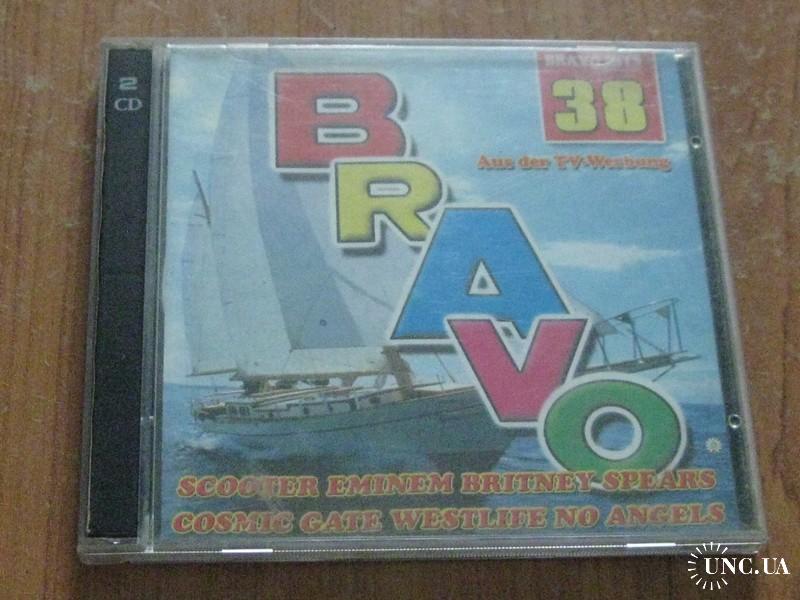 2
CD
BRAVO HITS
38
Aus der TV-Werbung
BRAVO
SCOOTER EMINEM BRITNEY SPEARS
COSMIC GATE WESTLIFE NO ANGELS
UNC.UA